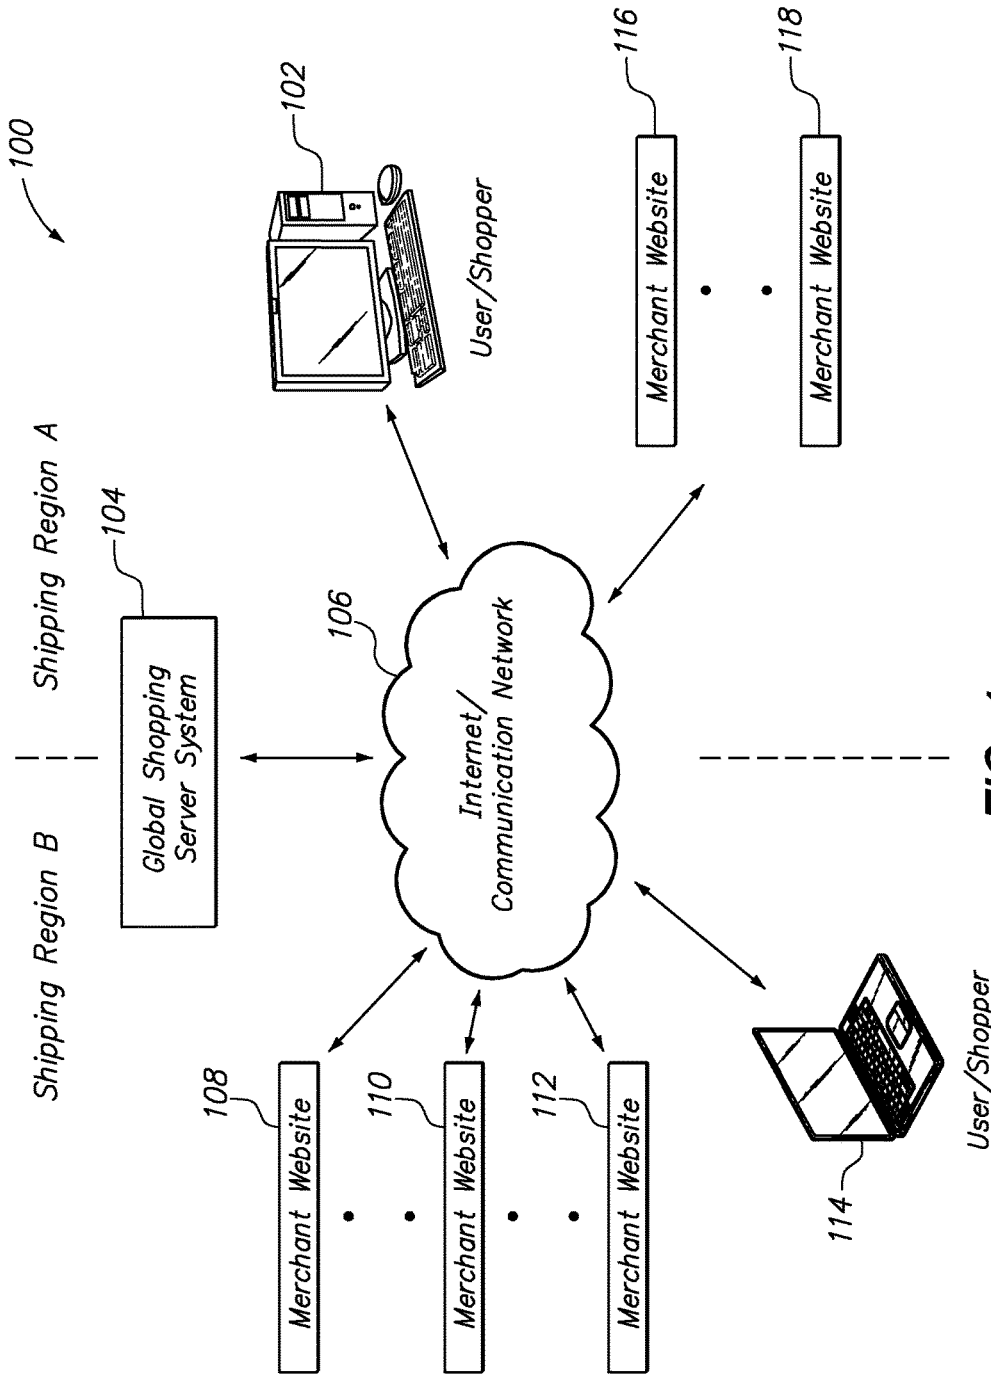 100
Shipping Region B
Shipping Region A
104
Global Shopping
Server System
102
User/Shopper
106
Internet/
Communication Network
108
Merchant Website
110
Merchant Website
112
Merchant Website
116
Merchant Website
118
Merchant Website
114
User/Shopper